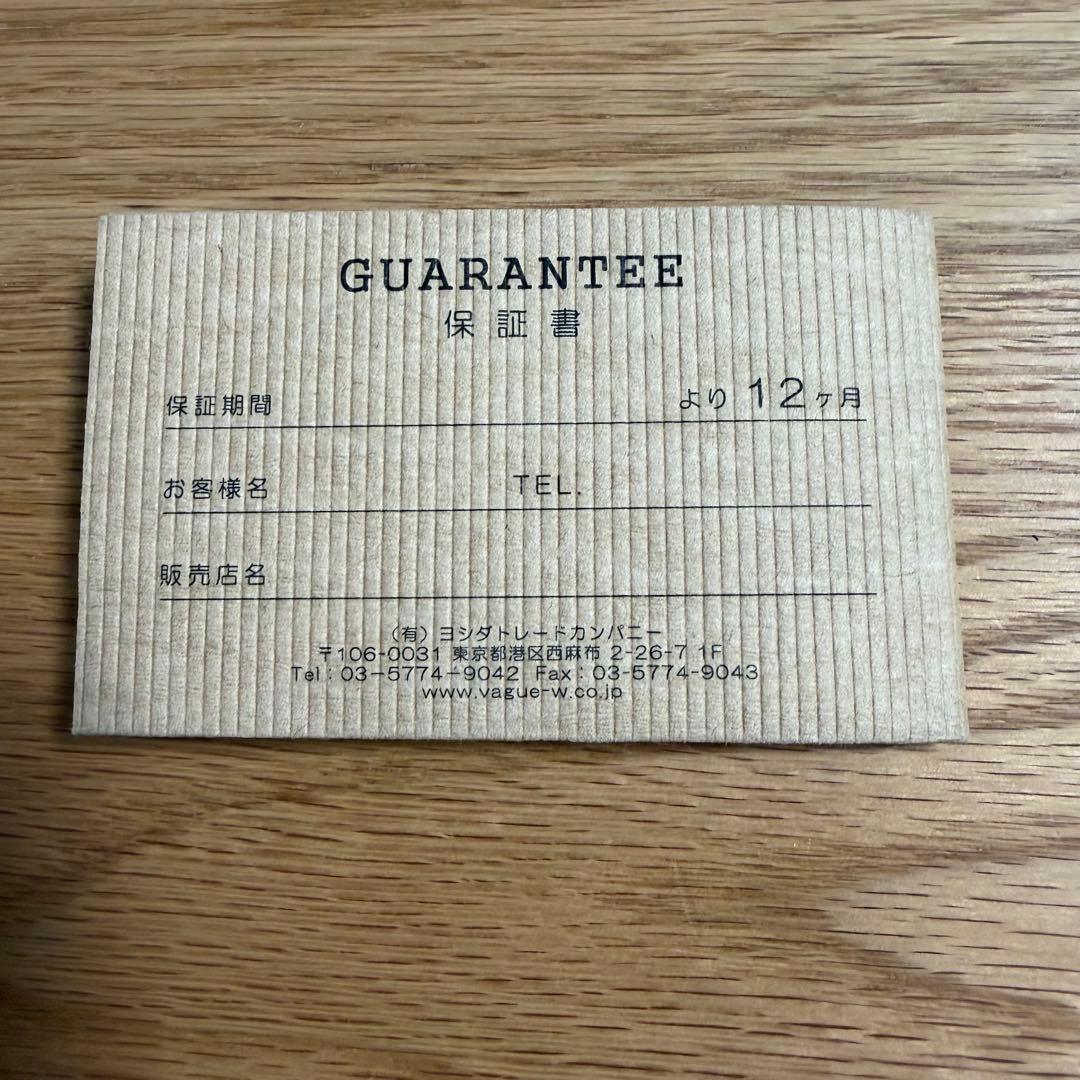 GUARANTEE
保証書
保証期間 より 12ヶ月
お客様名 TEL.
販売店名
（有）ヨシダトレードカンパニー
〒106-0031 東京都港区西麻布 2-26-7 1F
Tel：03-5774-9042 Fax：03-5774-9043
www.vague-w.co.jp